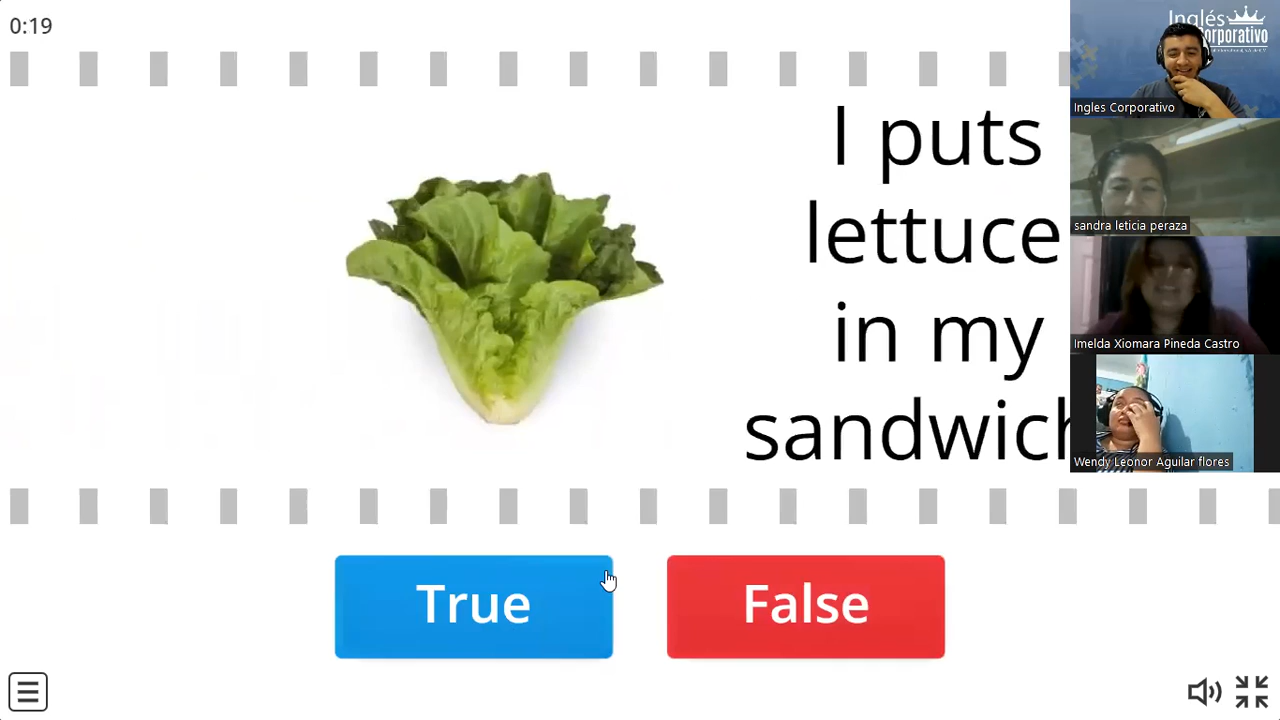 0:19
I puts
lettuce
in my
sandwich
True
False
Inglés
Corporativo
Ingles Corporativo
sandra leticia peraza
Imelda Xiomara Pineda Castro
Wendy Leonor Aguilar flores